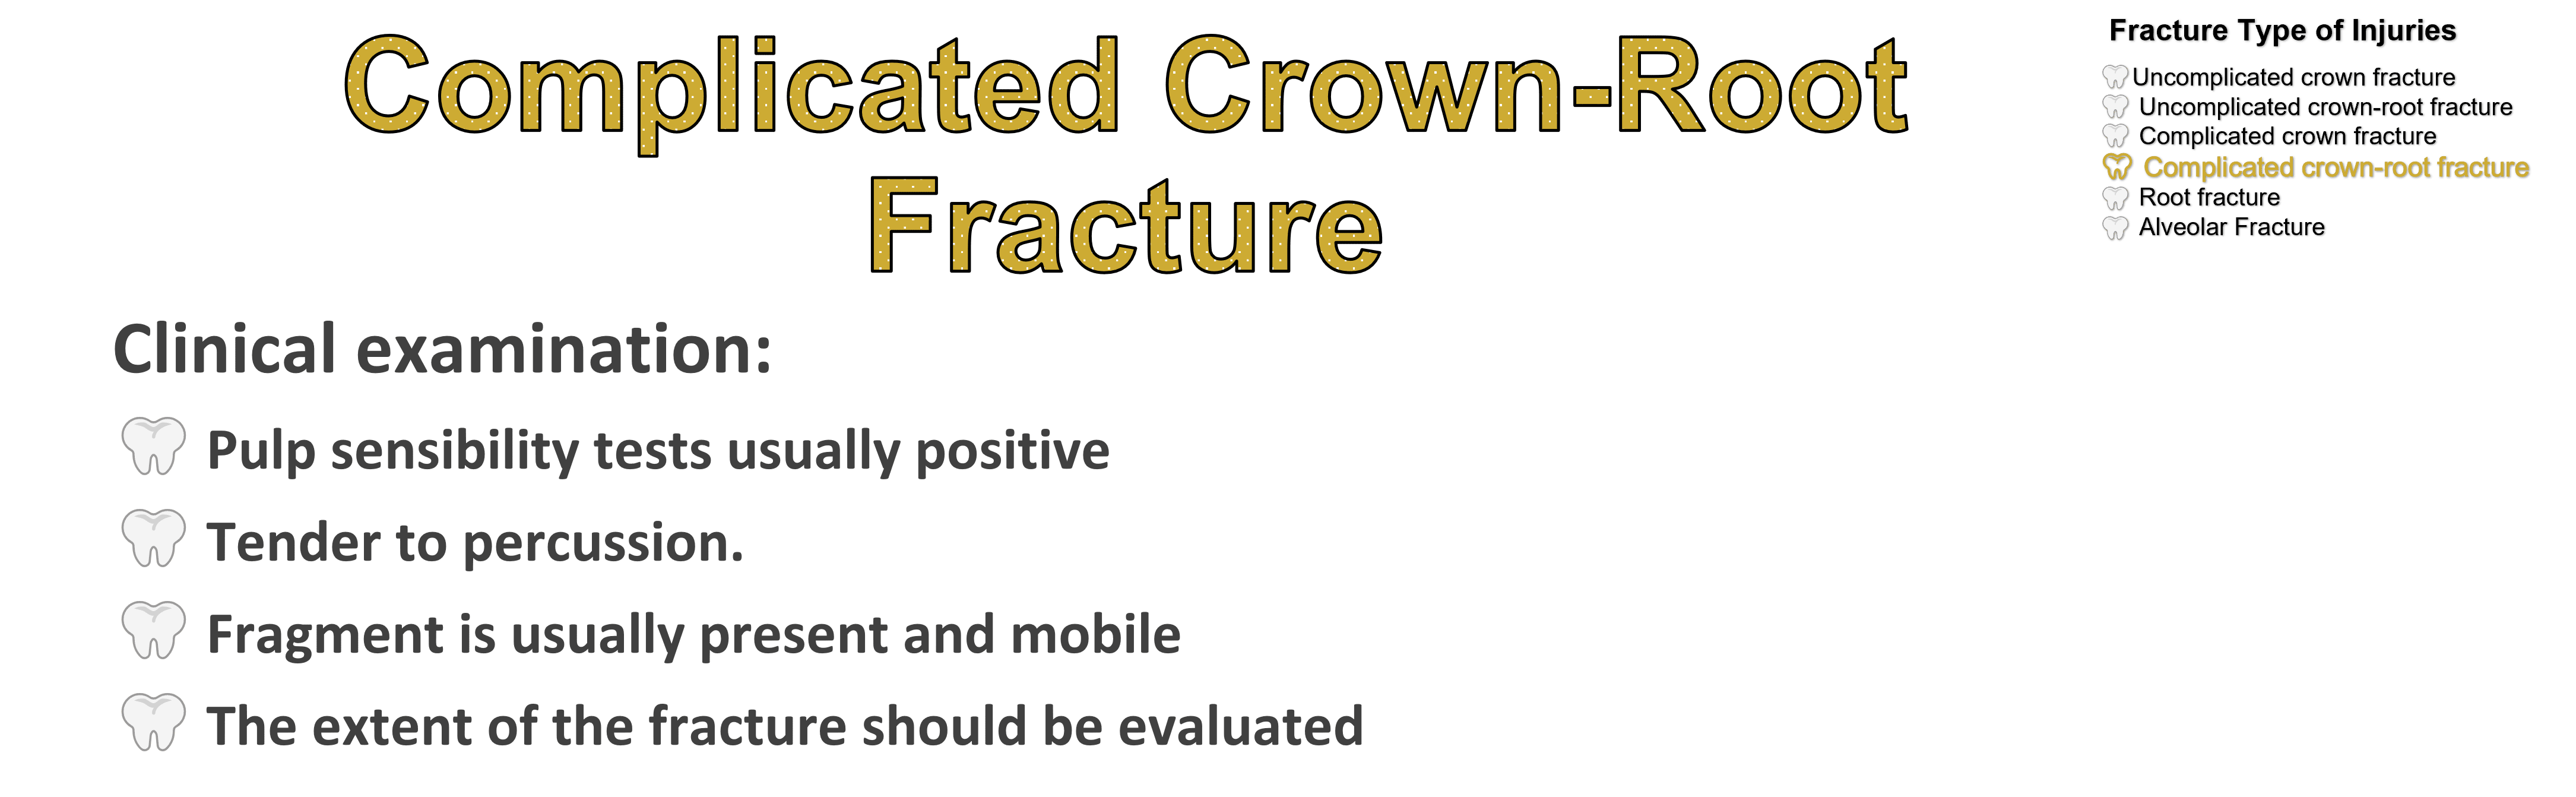 Complicated Crown-Root
Fracture
Fracture Type of Injuries
Uncomplicated crown fracture
Uncomplicated crown-root fracture
Complicated crown fracture
Complicated crown-root fracture
Root fracture
Alveolar Fracture
Clinical examination:
Pulp sensibility tests usually positive
Tender to percussion.
Fragment is usually present and mobile
The extent of the fracture should be evaluated